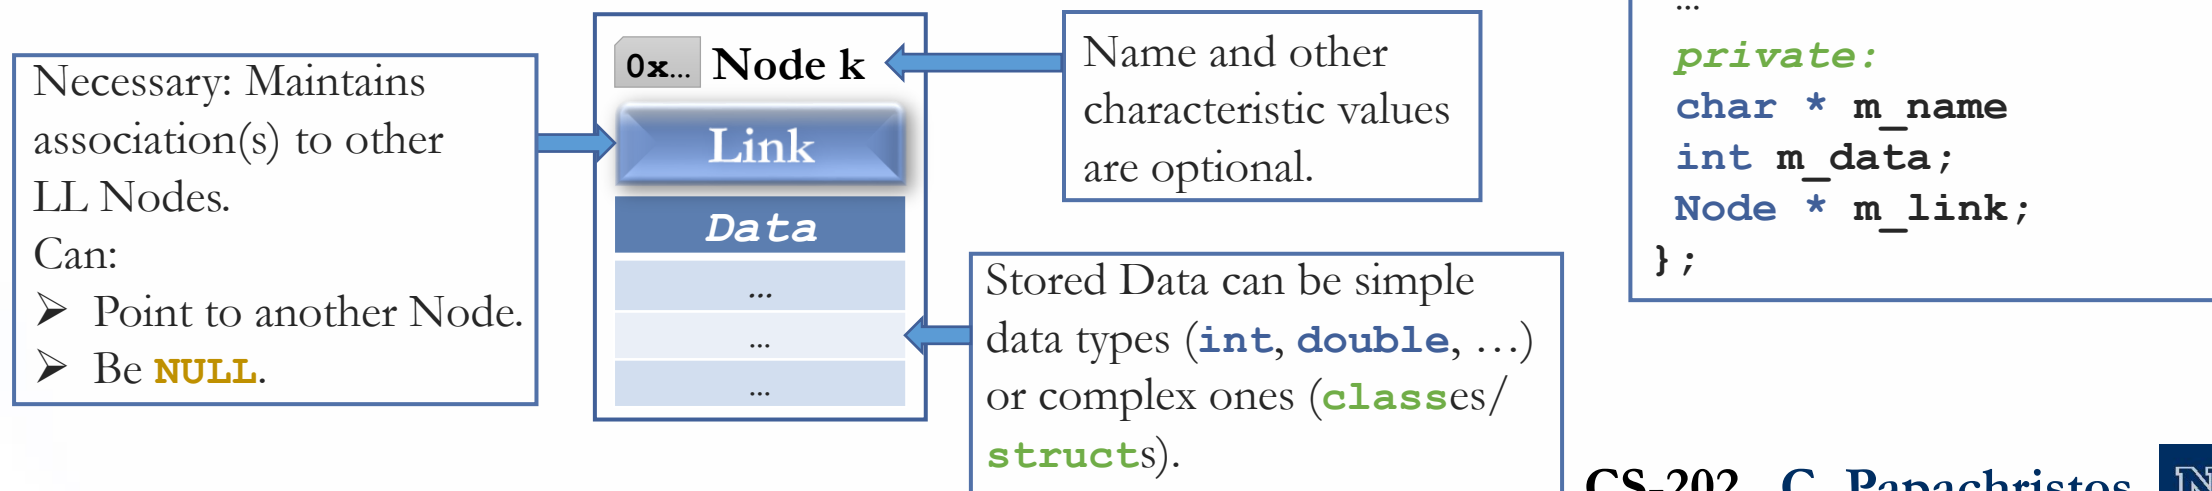 Necessary: Maintains
association(s) to other
LL Nodes.
Can:
➢ Point to another Node.
➢ Be NULL.
0x… Node k
Link
Data
…
…
…
Name and other
characteristic values
are optional.
Stored Data can be simple
data types (int, double, …)
or complex ones (classes/
structs).
…
private:
char * m_name
int m_data;
Node * m_link;
};
CS-202 C. Papachristos
N